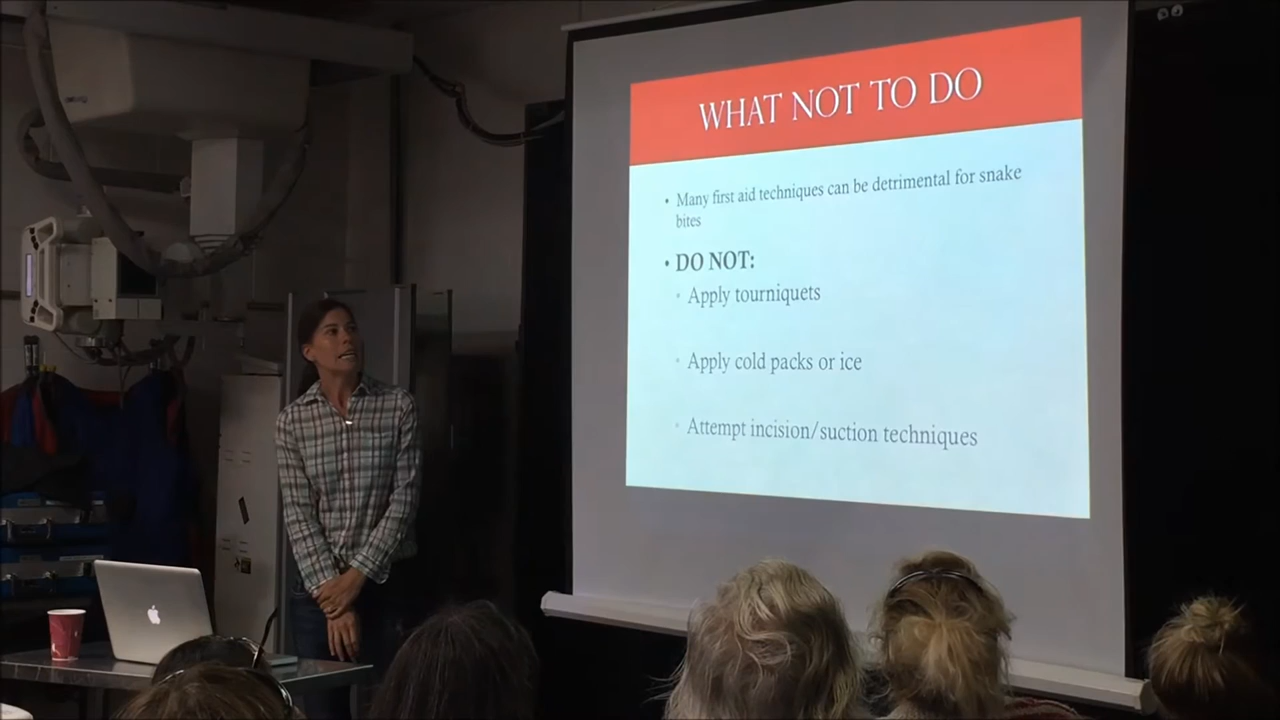 WHAT NOT TO DO
• Many first aid techniques can be detrimental for snake
bites
• DO NOT:
• Apply tourniquets
• Apply cold packs or ice
• Attempt incision/suction techniques